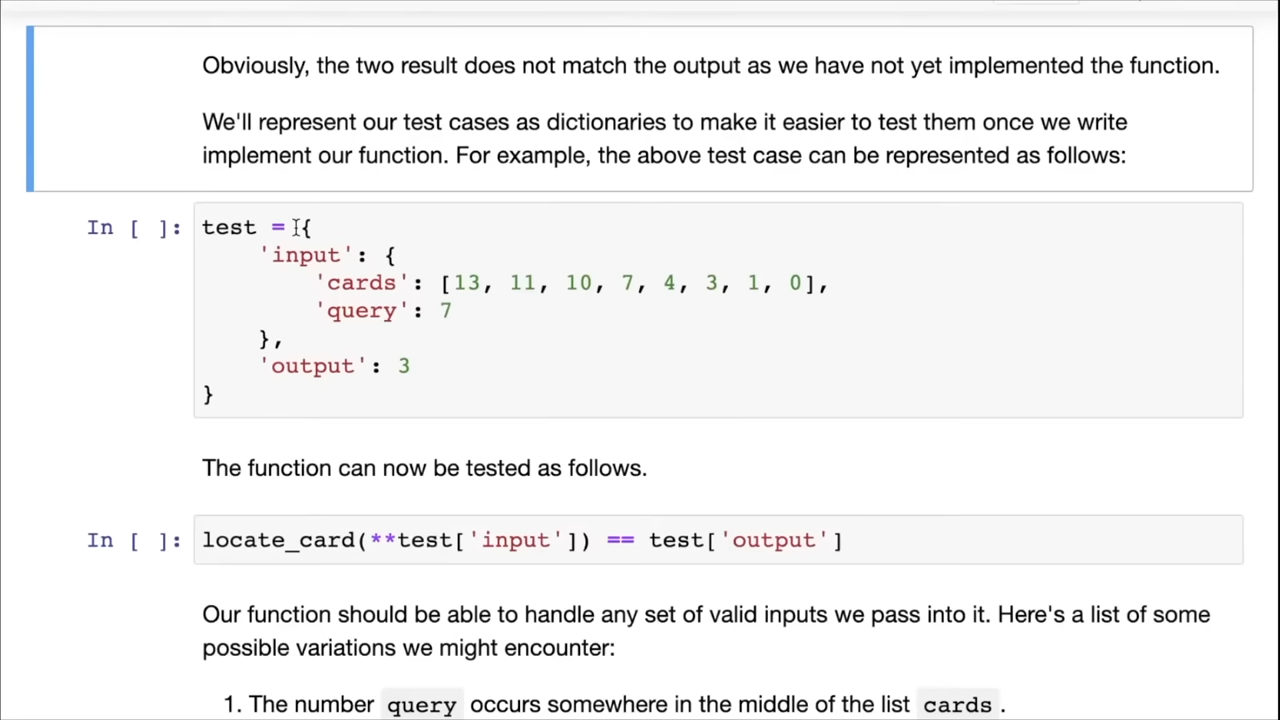 Obviously, the two result does not match the output as we have not yet implemented the function.
We'll represent our test cases as dictionaries to make it easier to test them once we write
implement our function. For example, the above test case can be represented as follows:
In [ ]: test = {
'input': {
'cards': [13, 11, 10, 7, 4, 3, 1, 0],
'query': 7
},
'output': 3
}
The function can now be tested as follows.
In [ ]: locate_card(**test['input']) == test['output']
Our function should be able to handle any set of valid inputs we pass into it. Here's a list of some
possible variations we might encounter:
1. The number query occurs somewhere in the middle of the list cards .